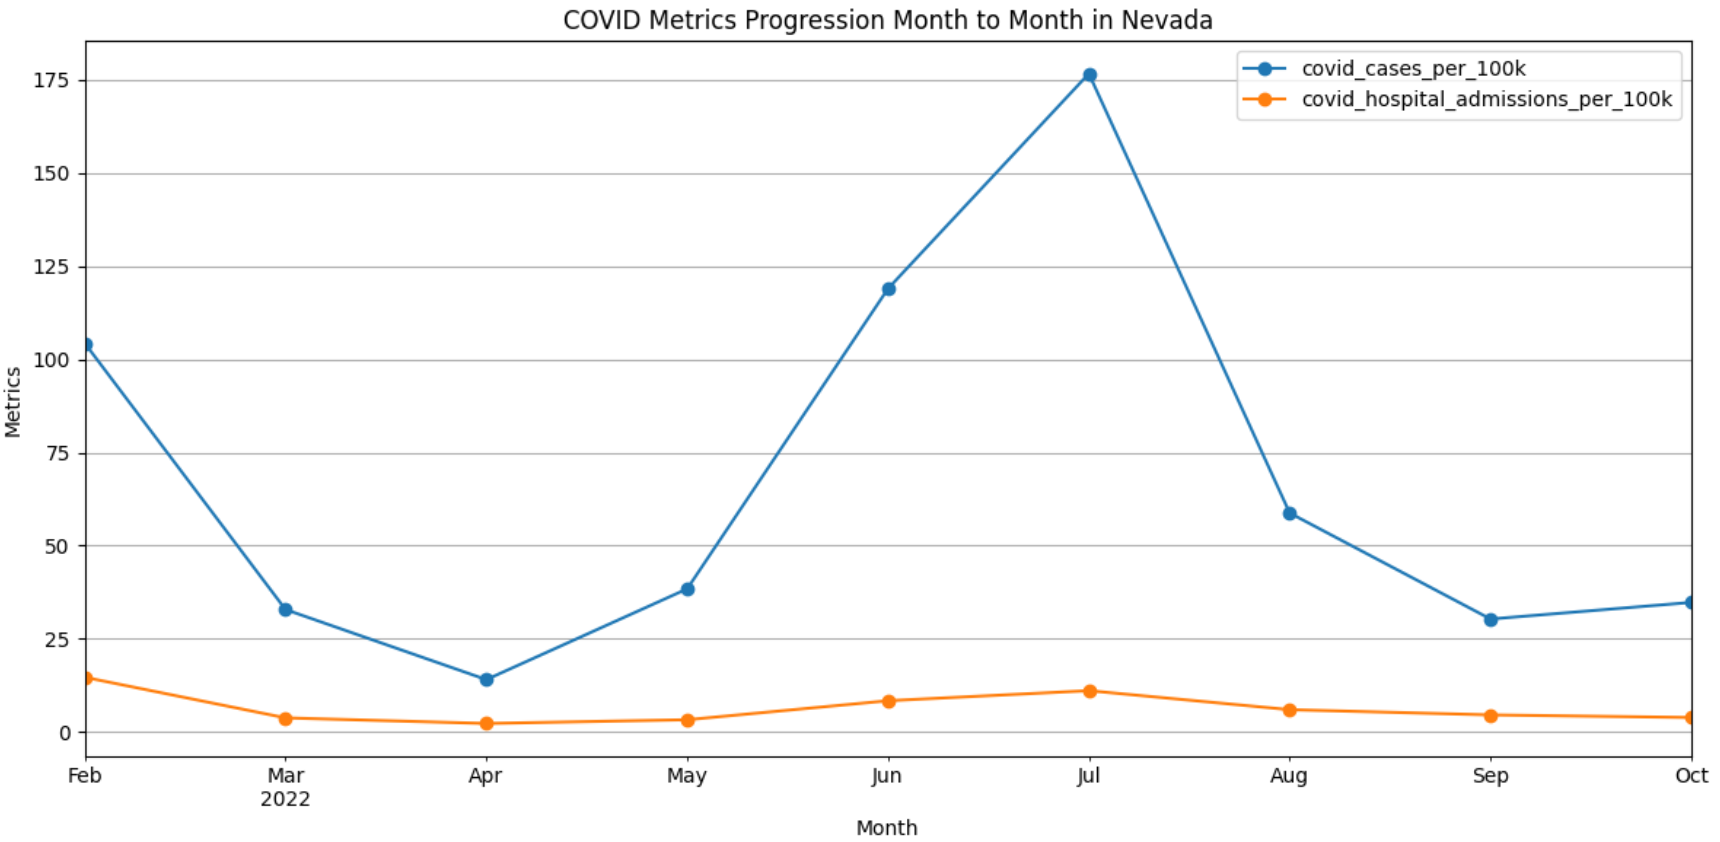 COVID Metrics Progression Month to Month in Nevada
covid_cases_per_100k
covid_hospital_admissions_per_100k
175
150
125
100
75
50
25
0
Metrics
Feb Mar Apr May Jun Jul Aug Sep Oct
2022
Month